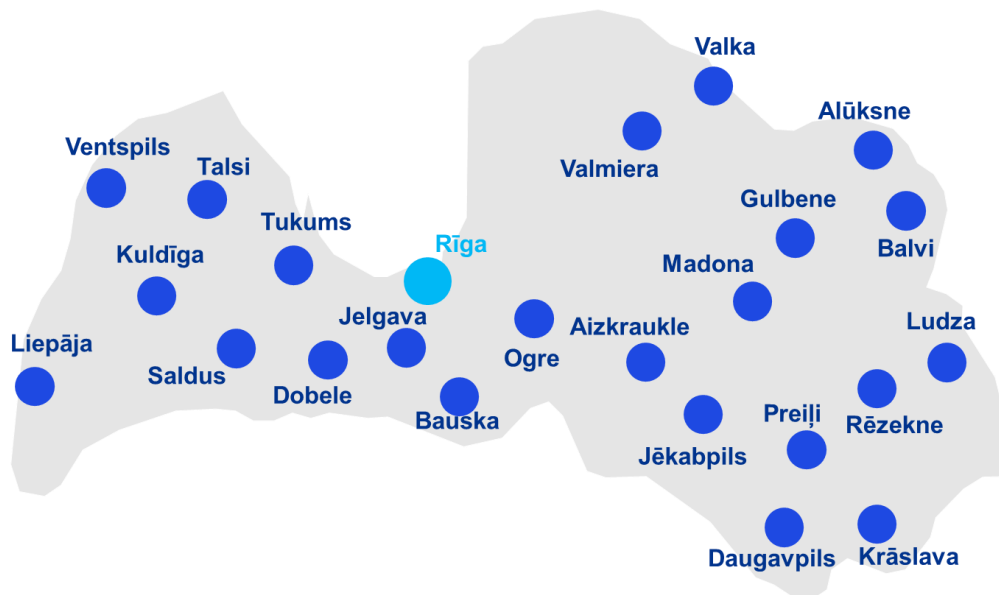 Valka
Alūksne
Ventspils
Talsi
Valmiera
Gulbene
Tukums
Rīga
Balvi
Kuldīga
Madona
Jelgava
Ludza
Aizkraukle
Liepāja
Ogre
Saldus
Dobele
Preiļi
Bauska
Rēzekne
Jēkabpils
Daugavpils
Krāslava